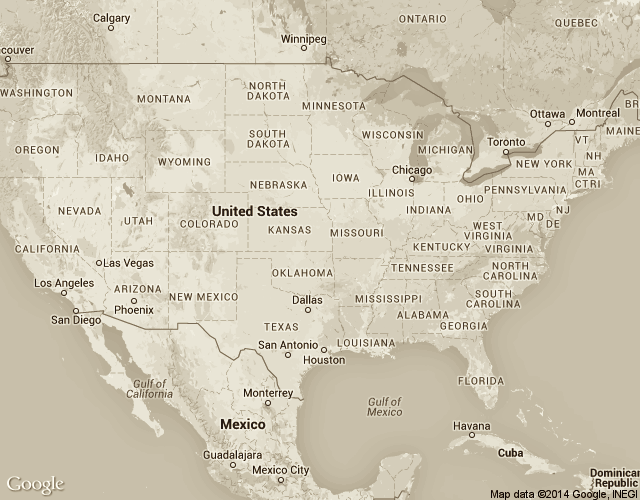 Calgary
ONTARIO
QUEBEC
Winnipeg
couver
WASHINGTON
MONTANA
NORTH
DAKOTA
MINNESOTA
Ottawa
Montreal
BR
MAINE
OREGON
IDAHO
WYOMING
SOUTH
DAKOTA
WISCONSIN
MICHIGAN
Toronto
VT
NH
NEW YORK
MA
CT
RI
Chicago
IOWA
NEBRASKA
ILLINOIS
INDIANA
OHIO
PENNSYLVANIA
NJ
MD
DE
NEVADA
UTAH
COLORADO
United States
KANSAS
MISSOURI
WEST
VIRGINIA
KENTUCKY
VIRGINIA
CALIFORNIA
Las Vegas
Los Angeles
ARIZONA
Phoenix
San Diego
NEW MEXICO
OKLAHOMA
TENNESSEE
NORTH
CAROLINA
Dallas
MISSISSIPPI
ALABAMA
SOUTH
CAROLINA
GEORGIA
TEXAS
San Antonio
Houston
LOUISIANA
FLORIDA
Gulf of
California
Monterrey
Gulf of
Mexico
Mexico
Havana
Cuba
Guadalajara
Mexico City
Dominican
Republic
Google
Map data ©2014 Google, INEGI